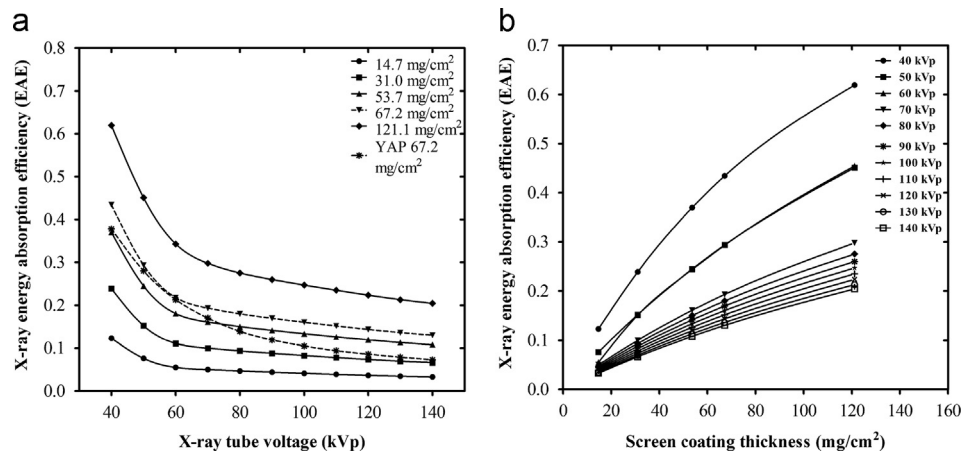 a
X-ray energy absorption efficiency (EAE)
0.8
0.7
0.6
0.5
0.4
0.3
0.2
0.1
0.0
40
60
80
100
120
140
X-ray tube voltage (kVp)
14.7 mg/cm²
31.0 mg/cm²
53.7 mg/cm²
67.2 mg/cm²
121.1 mg/cm²
YAP 67.2
mg/cm²
b
X-ray energy absorption efficiency (EAE)
0.7
0.6
0.5
0.4
0.3
0.2
0.1
0.0
0
20
40
60
80
100
120
140
160
Screen coating thickness (mg/cm²)
40 kVp
50 kVp
60 kVp
70 kVp
80 kVp
90 kVp
100 kVp
110 kVp
120 kVp
130 kVp
140 kVp